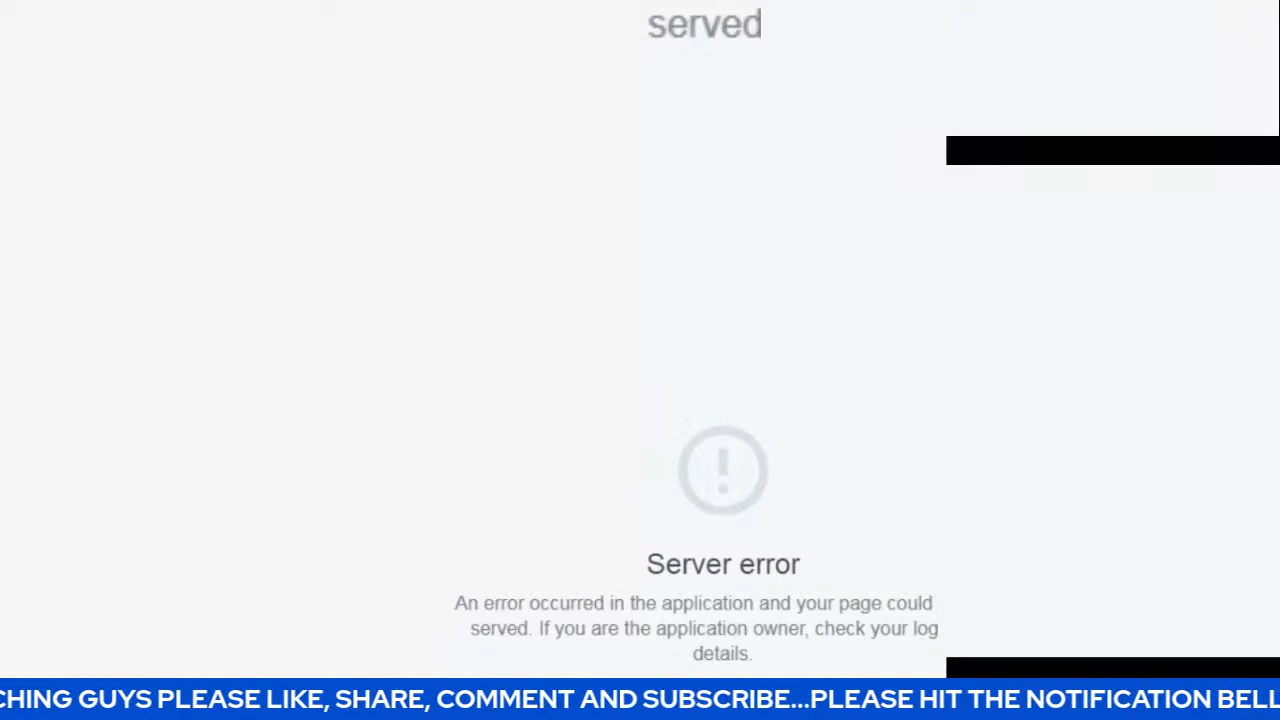 served
Server error
An error occurred in the application and your page could
served. If you are the application owner, check your log
details.
CHING GUYS PLEASE LIKE, SHARE, COMMENT AND SUBSCRIBE...PLEASE HIT THE NOTIFICATION BELL